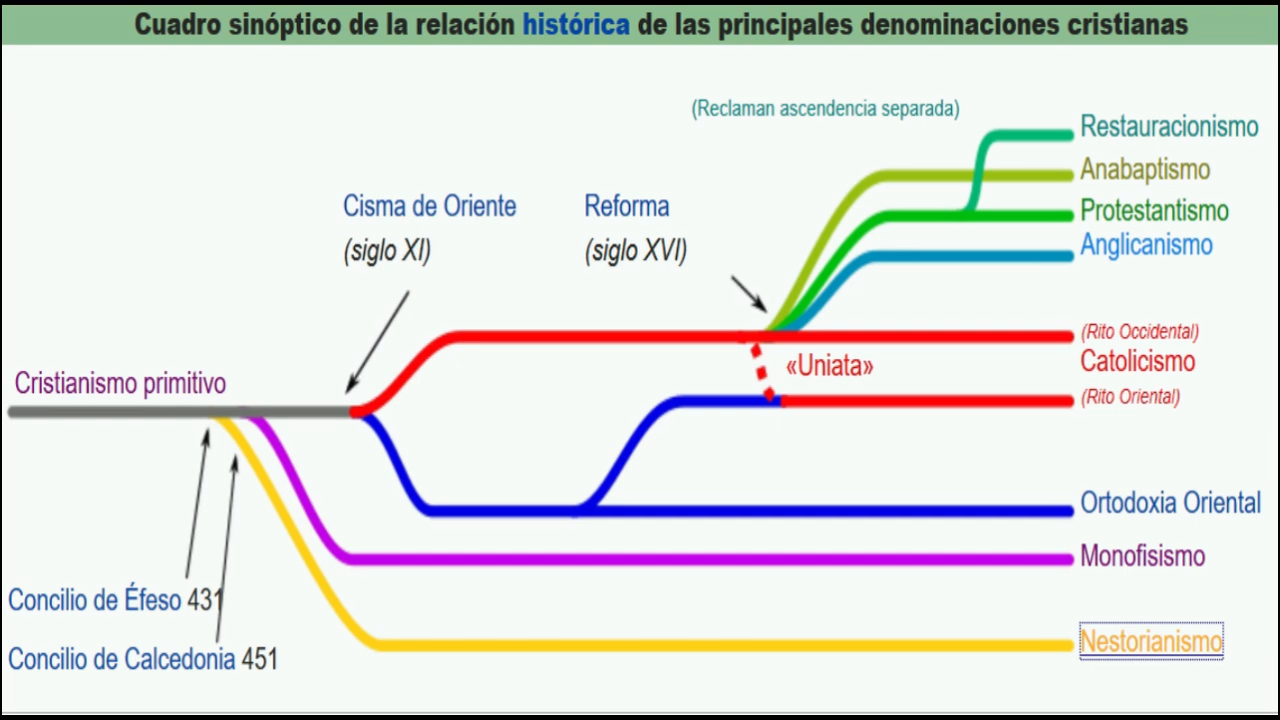 Cuadro sinóptico de la relación histórica de las principales denominaciones cristianas
(Reclaman ascendencia separada)
Restauracionismo
Anabaptismo
Protestantismo
Anglicanismo
Cisma de Oriente
(siglo XI)
Reforma
(siglo XVI)
(Rito Occidental)
«Uniata»
Catolicismo
(Rito Oriental)
Cristianismo primitivo
Ortodoxia Oriental
Monofisismo
Concilio de Éfeso 431
Nestorianismo
Concilio de Calcedonia 451